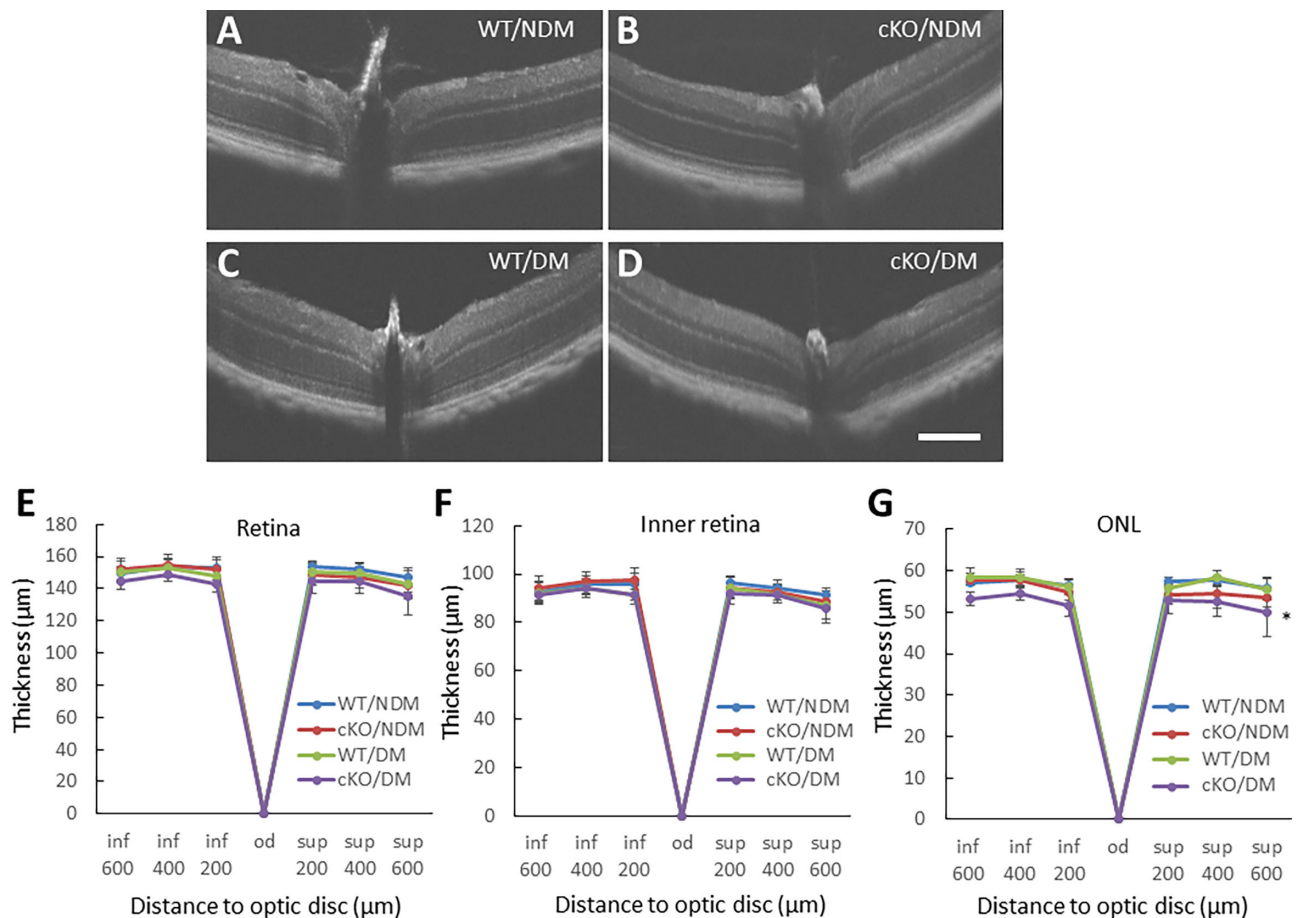 A WT/NDM
B cKO/NDM
C WT/DM
D cKO/DM
E
Retina
Thickness (μm)
180
160
140
120
100
80
60
40
20
0
WT/NDM
cKO/NDM
WT/DM
cKO/DM
inf inf inf od sup sup sup
600 400 200 200 400 600
Distance to optic disc (μm)
F
Inner retina
Thickness (μm)
120
100
80
60
40
20
0
WT/NDM
cKO/NDM
WT/DM
cKO/DM
inf inf inf od sup sup sup
600 400 200 200 400 600
Distance to optic disc (μm)
G
ONL
Thickness (μm)
70
60
50
40
30
20
10
0
*
WT/NDM
cKO/NDM
WT/DM
cKO/DM
inf inf inf od sup sup sup
600 400 200 200 400 600
Distance to optic disc (μm)